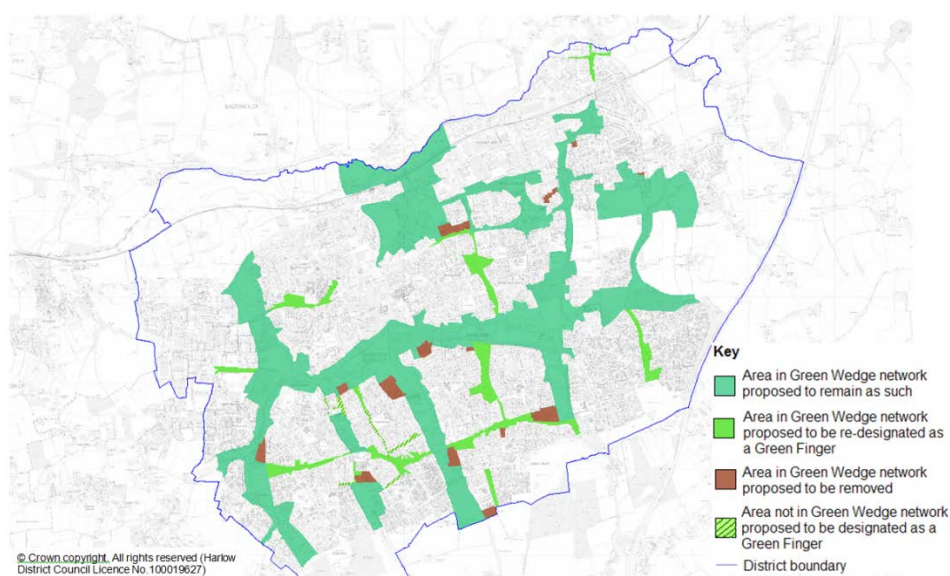 Key
Area in Green Wedge network
proposed to remain as such
Area in Green Wedge network
proposed to be re-designated as
a Green Finger
Area in Green Wedge network
proposed to be removed
Area not in Green Wedge network
proposed to be designated as a
Green Finger
District boundary
© Crown copyright. All rights reserved (Harlow
District Council Licence No.100019627)